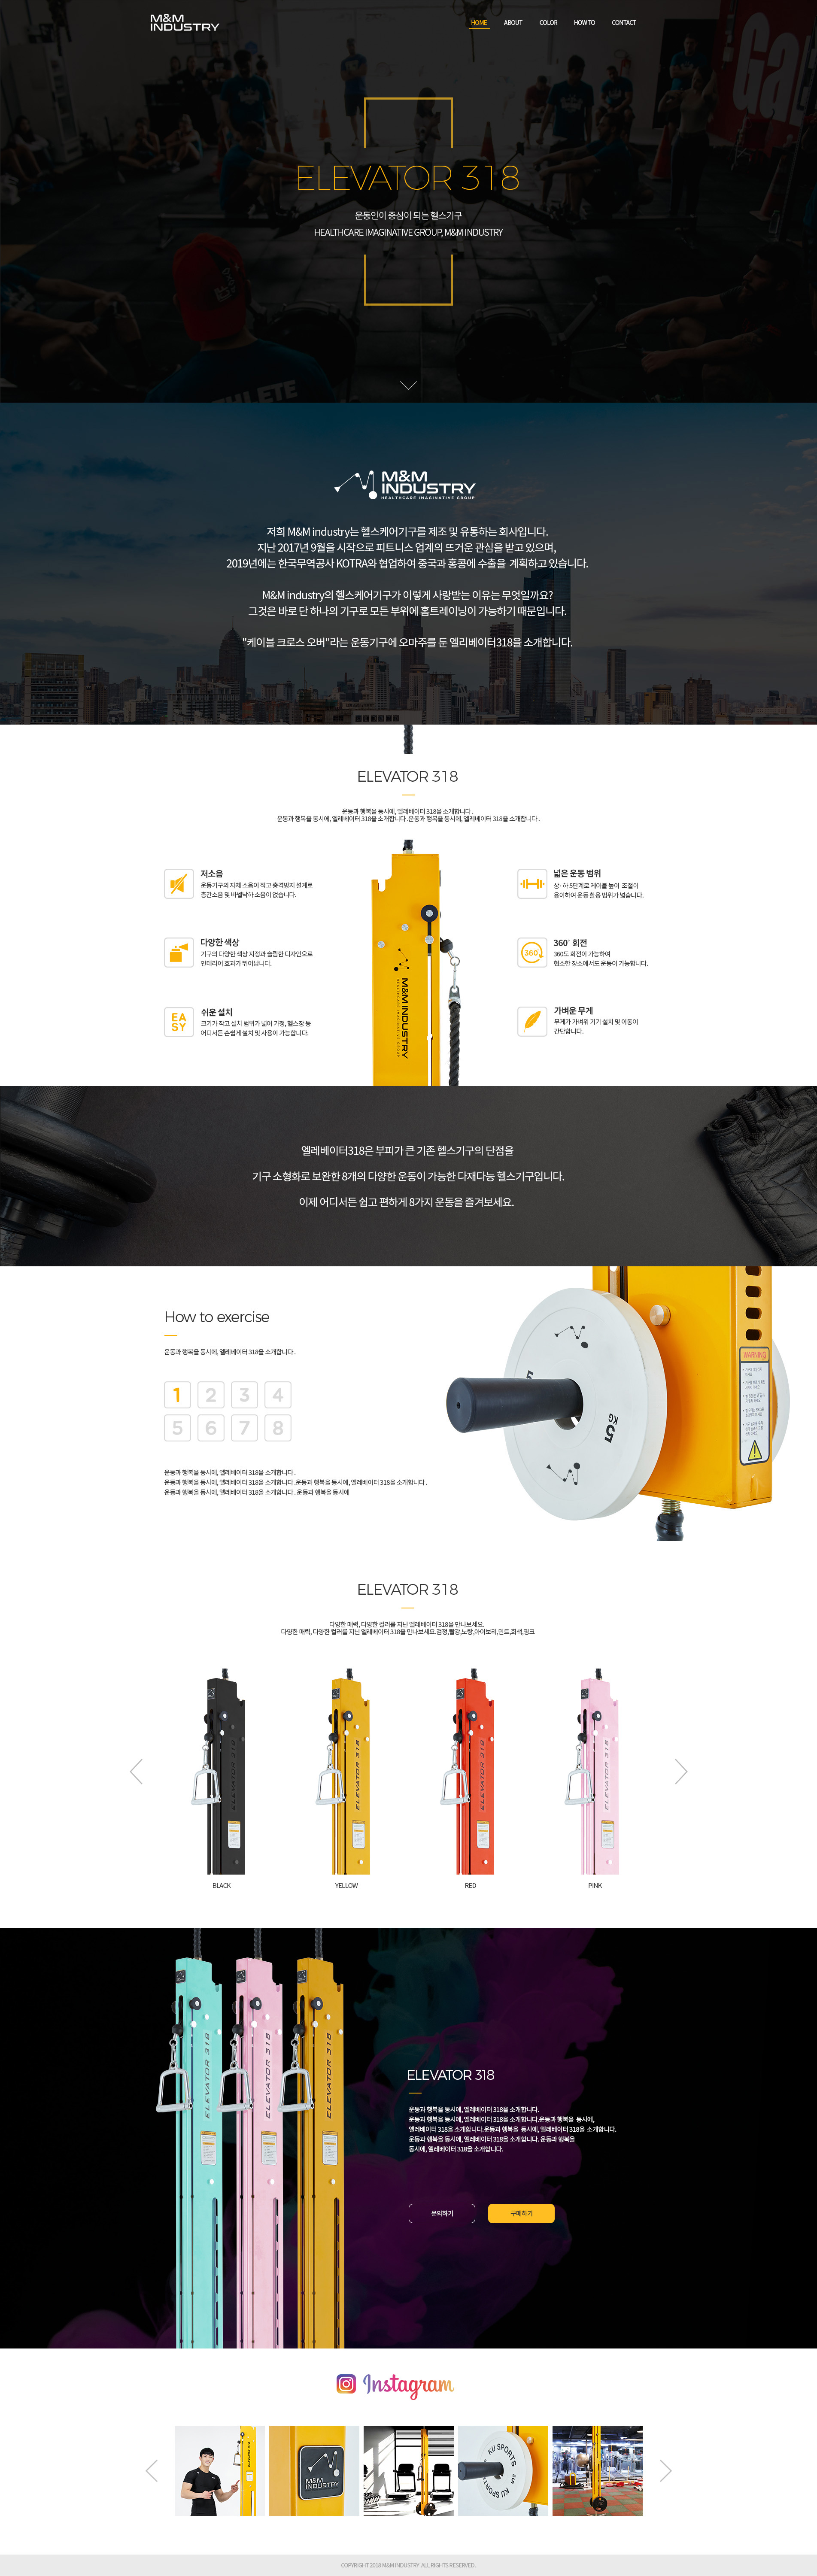 M&M
INDUSTRY
HOME ABOUT COLOR HOW TO CONTACT
ELEVATOR 318
운동인이 중심이 되는 헬스기구
HEALTHCARE IMAGINATIVE GROUP, M&M INDUSTRY
ATHLETE
M&M
INDUSTRY
HEALTHCARE IMAGINATIVE GROUP
저희 M&M industry는 헬스케어기구를 제조 및 유통하는 회사입니다.
지난 2017년 9월을 시작으로 피트니스 업계의 뜨거운 관심을 받고 있으며,
2019년에는 한국무역공사 KOTRA와 협업하여 중국과 홍콩에 수출을 계획하고 있습니다.
M&M industry의 헬스케어기구가 이렇게 사랑받는 이유는 무엇일까요?
그것은 바로 단 하나의 기구로 모든 부위에 홈트레이닝이 가능하기 때문입니다.
"케이블 크로스 오버"라는 운동기구에 오마주를 둔 엘리베이터318을 소개합니다.
ELEVATOR 318
운동과 행복을 동시에, 엘레베이터 318을 소개합니다 .
운동과 행복을 동시에, 엘레베이터 318을 소개합니다 .운동과 행복을 동시에, 엘레베이터 318을 소개합니다 .
저소음
운동기구의 자체 소음이 적고 충격방지 설계로
층간소음 및 바벨낙하 소음이 없습니다.
다양한 색상
기구의 다양한 색상 지정과 슬림한 디자인으로
인테리어 효과가 뛰어납니다.
EA
SY
쉬운 설치
크기가 작고 설치 범위가 넓어 가정, 헬스장 등
어디서든 손쉽게 설치 및 사용이 가능합니다.
M&M INDUSTRY
HEALTHCARE IMAGINATIVE GROUP
넓은 운동 범위
상·하 5단계로 케이블 높이 조절이
용이하여 운동 활용 범위가 넓습니다.
360°
360° 회전
360도 회전이 가능하여
협소한 장소에서도 운동이 가능합니다.
가벼운 무게
무게가 가벼워 기기 설치 및 이동이
간단합니다.
엘레베이터318은 부피가 큰 기존 헬스기구의 단점을
기구 소형화로 보완한 8개의 다양한 운동이 가능한 다재다능 헬스기구입니다.
이제 어디서든 쉽고 편하게 8가지 운동을 즐겨보세요.
How to exercise
운동과 행복을 동시에, 엘레베이터 318을 소개합니다 .
1 2 3 4
5 6 7 8
운동과 행복을 동시에, 엘레베이터 318을 소개합니다 .
운동과 행복을 동시에, 엘레베이터 318을 소개합니다 .운동과 행복을 동시에, 엘레베이터 318을 소개합니다 .
운동과 행복을 동시에, 엘레베이터 318을 소개합니다 . 운동과 행복을 동시에
5KG
WARNING
ELEVATOR 318
다양한 매력, 다양한 컬러를 지닌 엘레베이터 318을 만나보세요.
다양한 매력, 다양한 컬러를 지닌 엘레베이터 318을 만나보세요.검정,빨강,노랑,아이보리,민트,회색,핑크
ELEVATOR 318
ELEVATOR 318
ELEVATOR 318
ELEVATOR 318
BLACK YELLOW RED PINK
ELEVATOR 318
ELEVATOR 318
ELEVATOR 318
ELEVATOR 318
운동과 행복을 동시에, 엘레베이터 318을 소개합니다.
운동과 행복을 동시에, 엘레베이터 318을 소개합니다.운동과 행복을 동시에,
엘레베이터 318을 소개합니다.운동과 행복을 동시에, 엘레베이터 318을 소개합니다.
운동과 행복을 동시에, 엘레베이터 318을 소개합니다. 운동과 행복을
동시에, 엘레베이터 318을 소개합니다.
문의하기 구매하기
Instagram
ELEVATOR 318
M&M
INDUSTRY
KU SPORTS
KU SPORTS
COPYRIGHT 2018 M&M INDUSTRY ALL RIGHTS RESERVED.